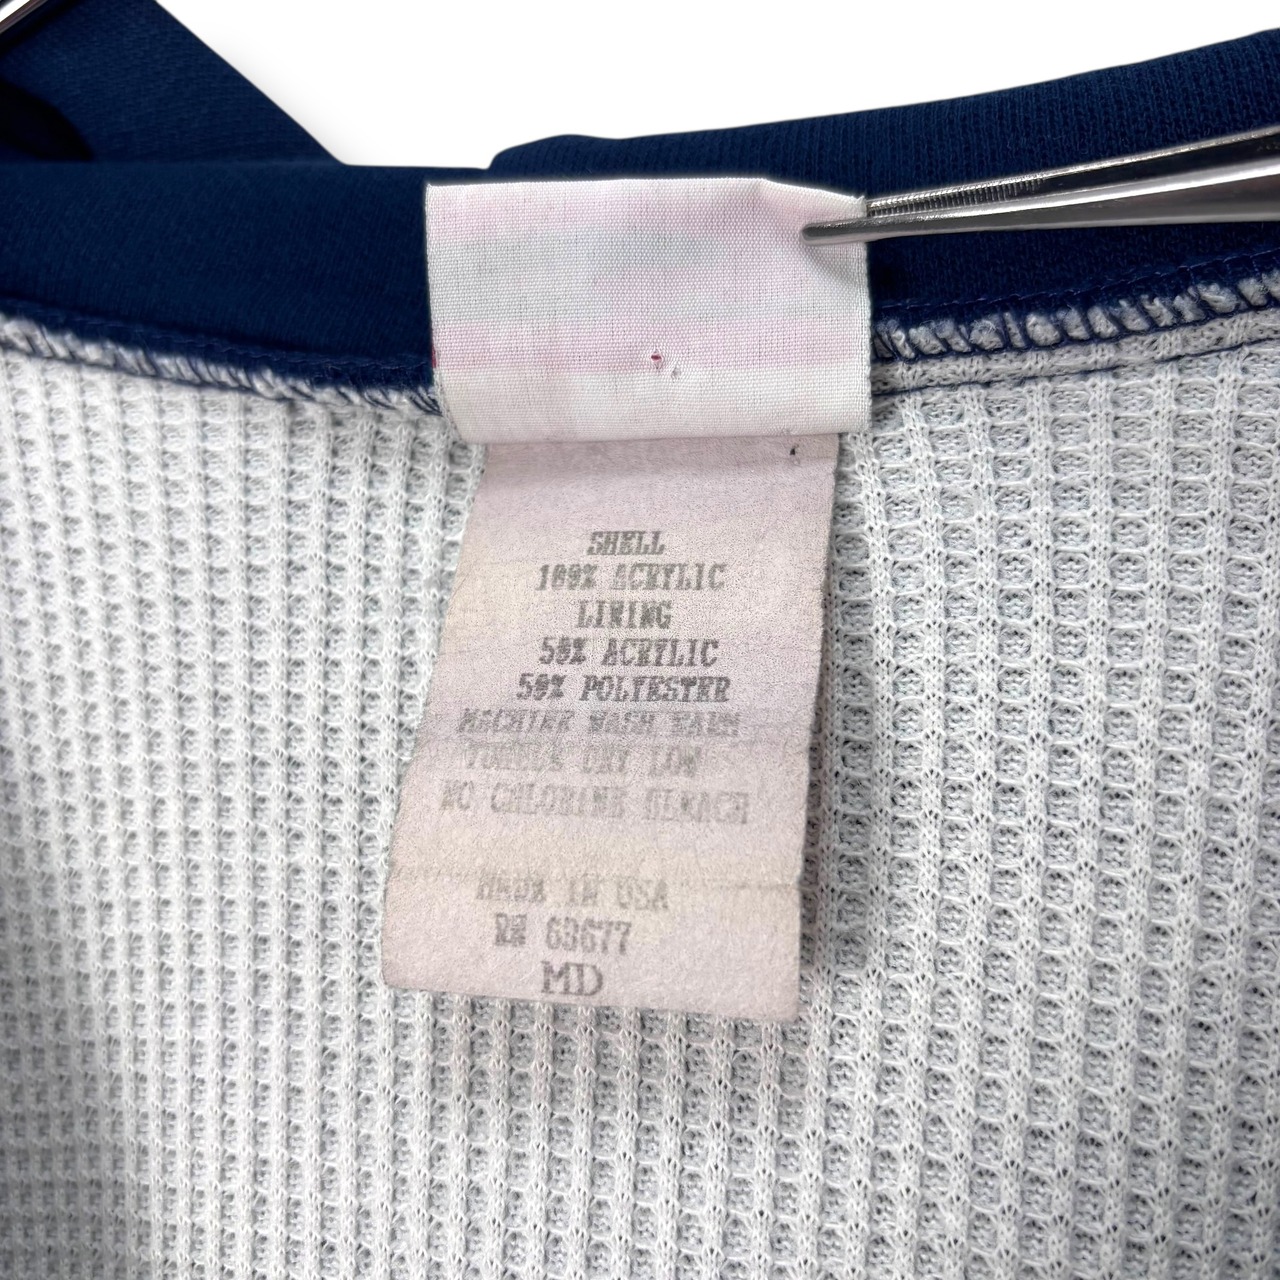 SHELL
100% ACRYLIC
LINING
50% ACRYLIC
50% POLYESTER
MACHINE WASH WARM
TUMBLE DRY LOW
NO CHLORINE BLEACH
MADE IN USA
RN 63677
MD